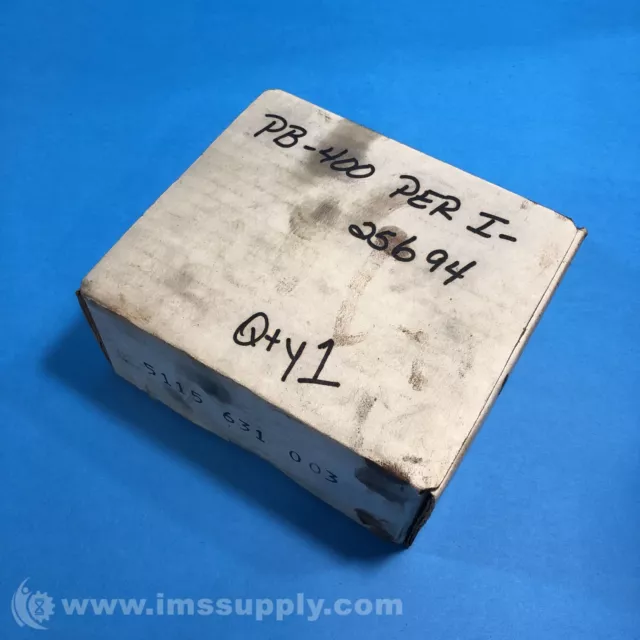 PB-400 PER I-
25694
Qty 1
5115 631 003
www.imssupply.com